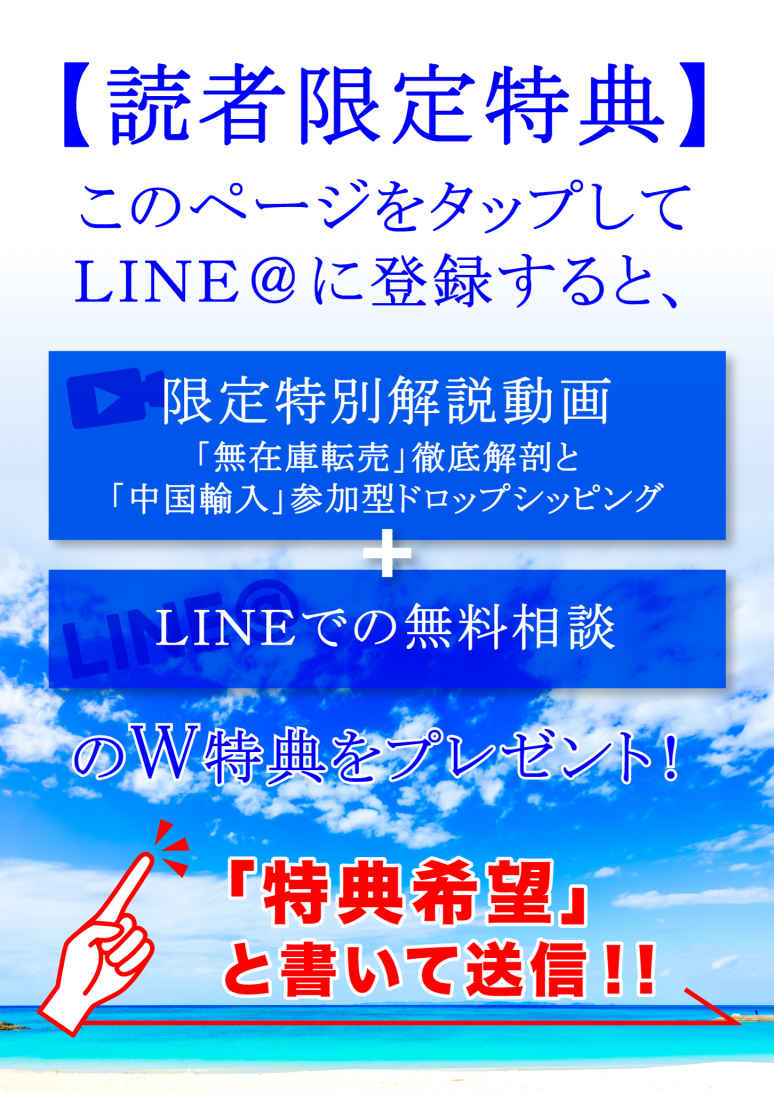 【読者限定特典】
このページをタップして
LINE@に登録すると、
限定特別解説動画
「無在庫転売」徹底解剖と
「中国輸入」参加型ドロップシッピング
+
LINE@
LINEでの無料相談
のW特典をプレゼント!
「特典希望」
と書いて送信!!